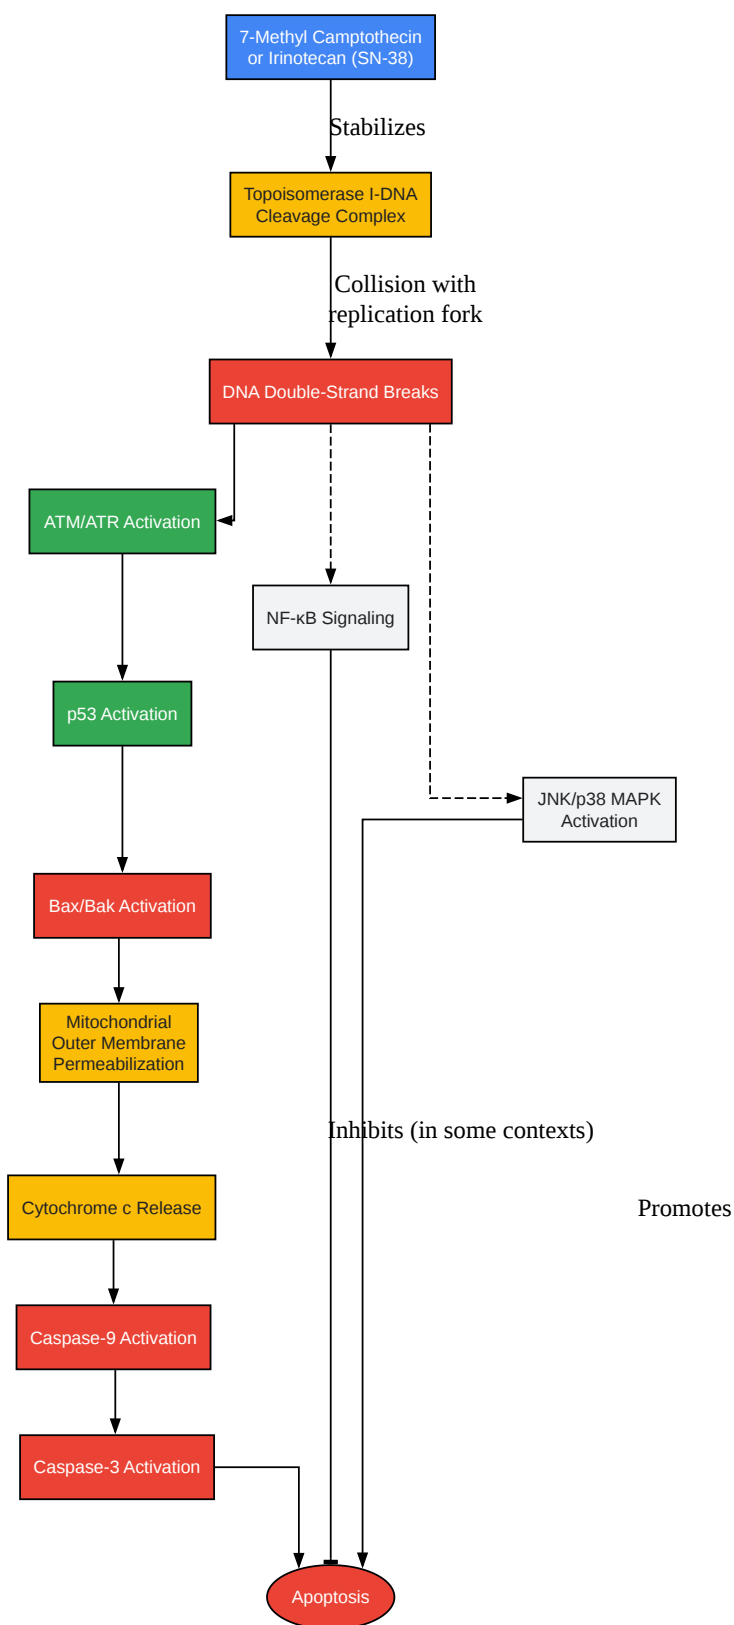 7-Methyl Camptothecin
or Irinotecan (SN-38)
Stabilizes
Topoisomerase I-DNA
Cleavage Complex
Collision with
replication fork
DNA Double-Strand Breaks
ATM/ATR Activation
NF-κB Signaling
p53 Activation
JNK/p38 MAPK
Activation
Bax/Bak Activation
Mitochondrial
Outer Membrane
Permeabilization
Inhibits (in some contexts)
Cytochrome c Release
Promotes
Caspase-9 Activation
Caspase-3 Activation
Apoptosis